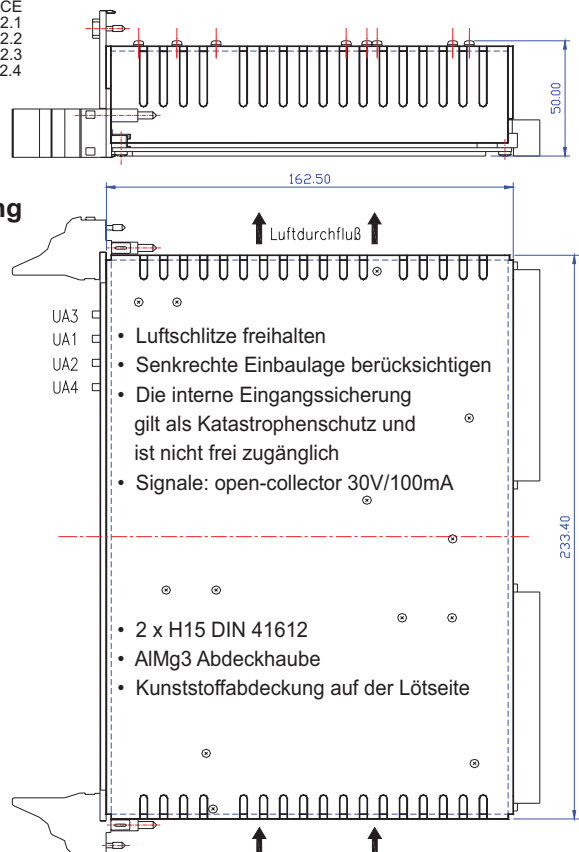 CE
2.1
2.2
2.3
2.4
50.00
162.50
ng
Luftdurchfluß
UA3
UA1
UA2
UA4
• Luftschlitze freihalten
• Senkrechte Einbaulage berücksichtigen
• Die interne Eingangssicherung
gilt als Katastrophenschutz und
ist nicht frei zugänglich
• Signale: open-collector 30V/100mA
233.40
• 2 x H15 DIN 41612
• AlMg3 Abdeckhaube
• Kunststoffabdeckung auf der Lötseite